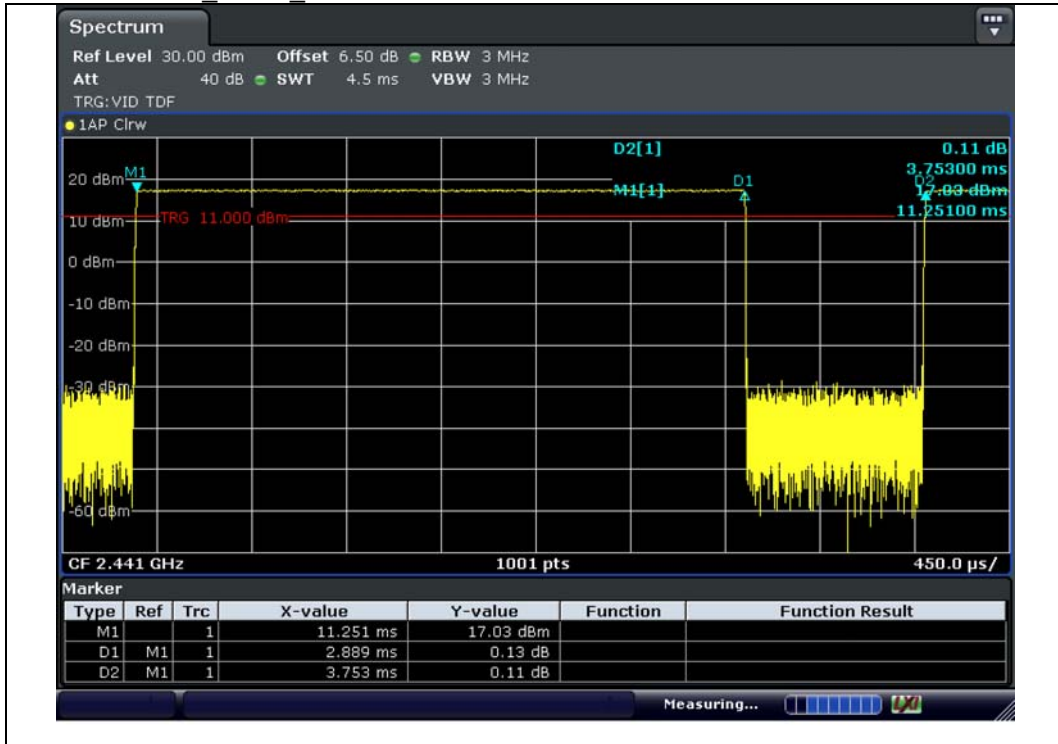 Spectrum
Ref Level 30.00 dBm Offset 6.50 dB RBW 3 MHz
Att 40 dB SWT 4.5 ms VBW 3 MHz
TRG:VID TDF
1AP Clrw
D2[1] 0.11 dB
3.75300 ms
M1[1] 17.03 dBm
11.25100 ms
M1
D1
D2
20 dBm
TRG 11.000 dBm
10 dBm
0 dBm
-10 dBm
-20 dBm
-30 dBm
-60 dBm
CF 2.441 GHz 1001 pts 450.0 µs/
Marker
Type Ref Trc X-value Y-value Function Function Result
M1 1 11.251 ms 17.03 dBm
D1 M1 1 2.889 ms 0.13 dB
D2 M1 1 3.753 ms 0.11 dB
Measuring... LXI